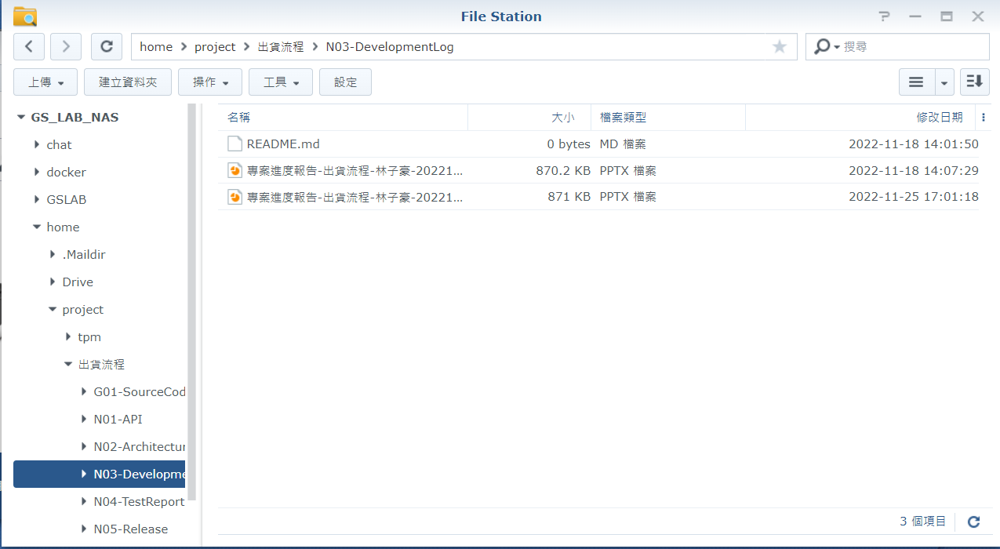 File Station
home project 出貨流程 N03-DevelopmentLog
搜尋
上傳 建立資料夾 操作 工具 設定
GS_LAB_NAS
chat
docker
GSLAB
home
.Maildir
Drive
project
tpm
出貨流程
G01-SourceCod
N01-API
N02-Architectur
N03-Developme
N04-TestReport
N05-Release
名稱 大小 檔案類型 修改日期
README.md 0 bytes MD 檔案 2022-11-18 14:01:50
專案進度報告-出貨流程-林子豪-20221... 870.2 KB PPTX 檔案 2022-11-18 14:07:29
專案進度報告-出貨流程-林子豪-20221... 871 KB PPTX 檔案 2022-11-25 17:01:18
3 個項目